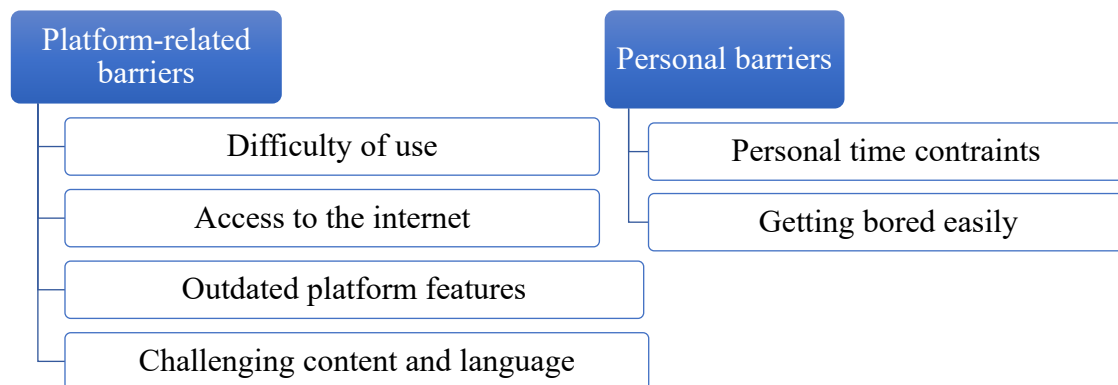 Platform-related
barriers
Difficulty of use
Access to the internet
Outdated platform features
Challenging content and language
Personal barriers
Personal time contraints
Getting bored easily